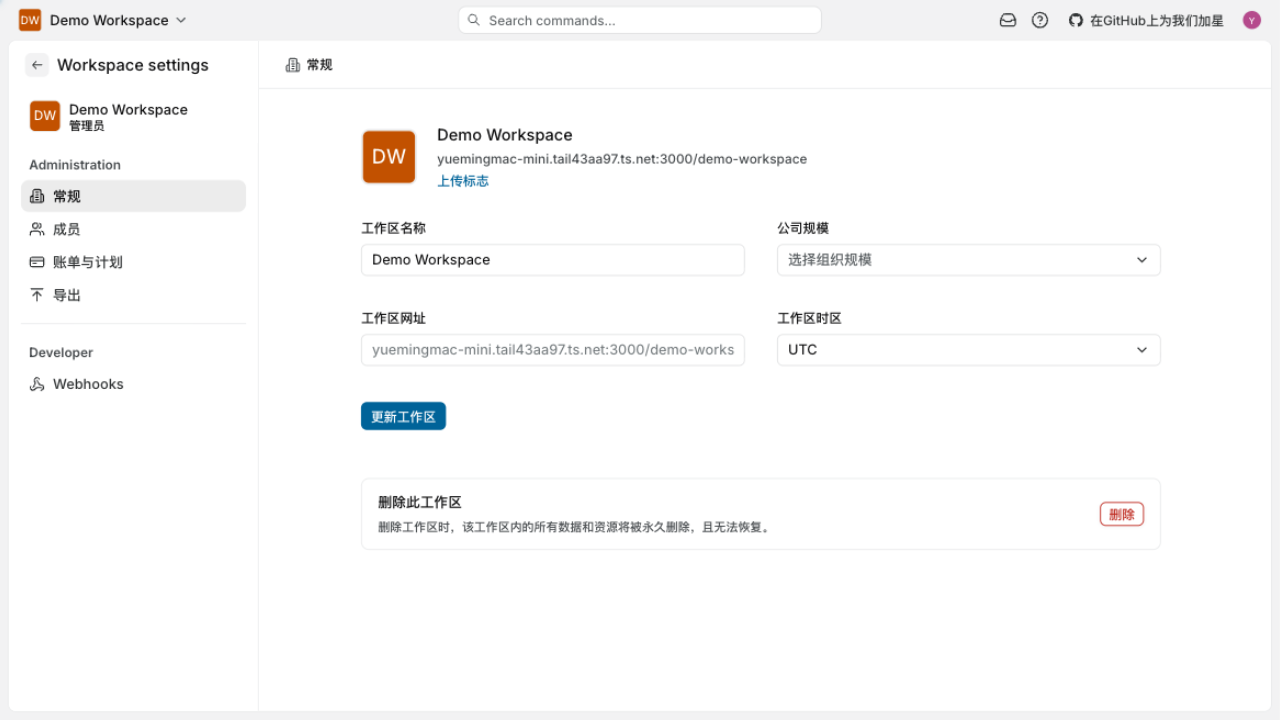 DW Demo Workspace
Search commands...
在GitHub上为我们加星
Y
Workspace settings
DW
Demo Workspace
管理员
Administration
常规
成员
账单与计划
导出
Developer
Webhooks
常规
DW
Demo Workspace
yuemingmac-mini.tail43aa97.ts.net:3000/demo-workspace
上传标志
工作区名称
Demo Workspace
公司规模
选择组织规模
工作区网址
yuemingmac-mini.tail43aa97.ts.net:3000/demo-works
工作区时区
UTC
更新工作区
删除此工作区
删除工作区时，该工作区内的所有数据和资源将被永久删除，且无法恢复。
删除